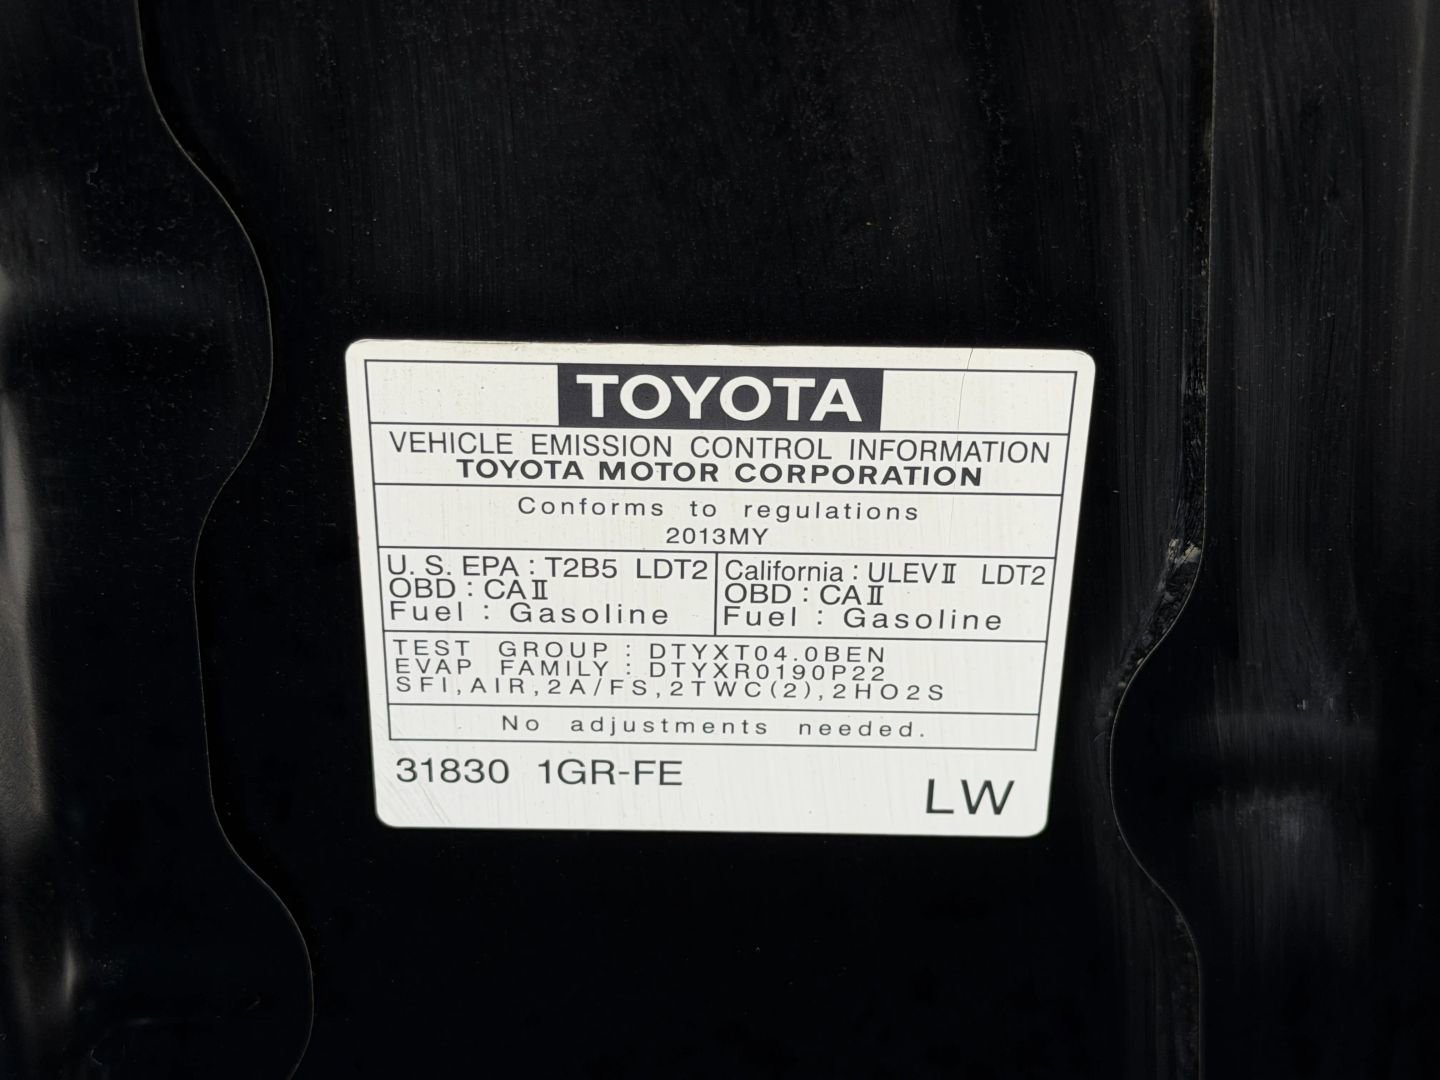 TOYOTA
VEHICLE EMISSION CONTROL INFORMATION
TOYOTA MOTOR CORPORATION
Conforms to regulations
2013MY
U. S. EPA : T2B5 LDT2
OBD : CAⅡ
Fuel : Gasoline
California : ULEVⅡ LDT2
OBD : CAⅡ
Fuel : Gasoline
TEST GROUP : DTYXT04.0BEN
EVAP FAMILY : DTYXR0190P22
SFI,AIR,2A/FS,2TWC(2),2HO2S
No adjustments needed.
31830 1GR-FE
LW